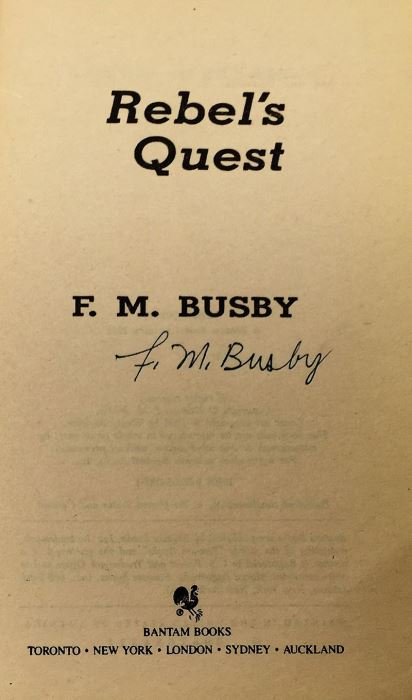 Rebel's
Quest
F. M. BUSBY
F. M. Busby
BANTAM BOOKS
TORONTO • NEW YORK • LONDON • SYDNEY • AUCKLAND